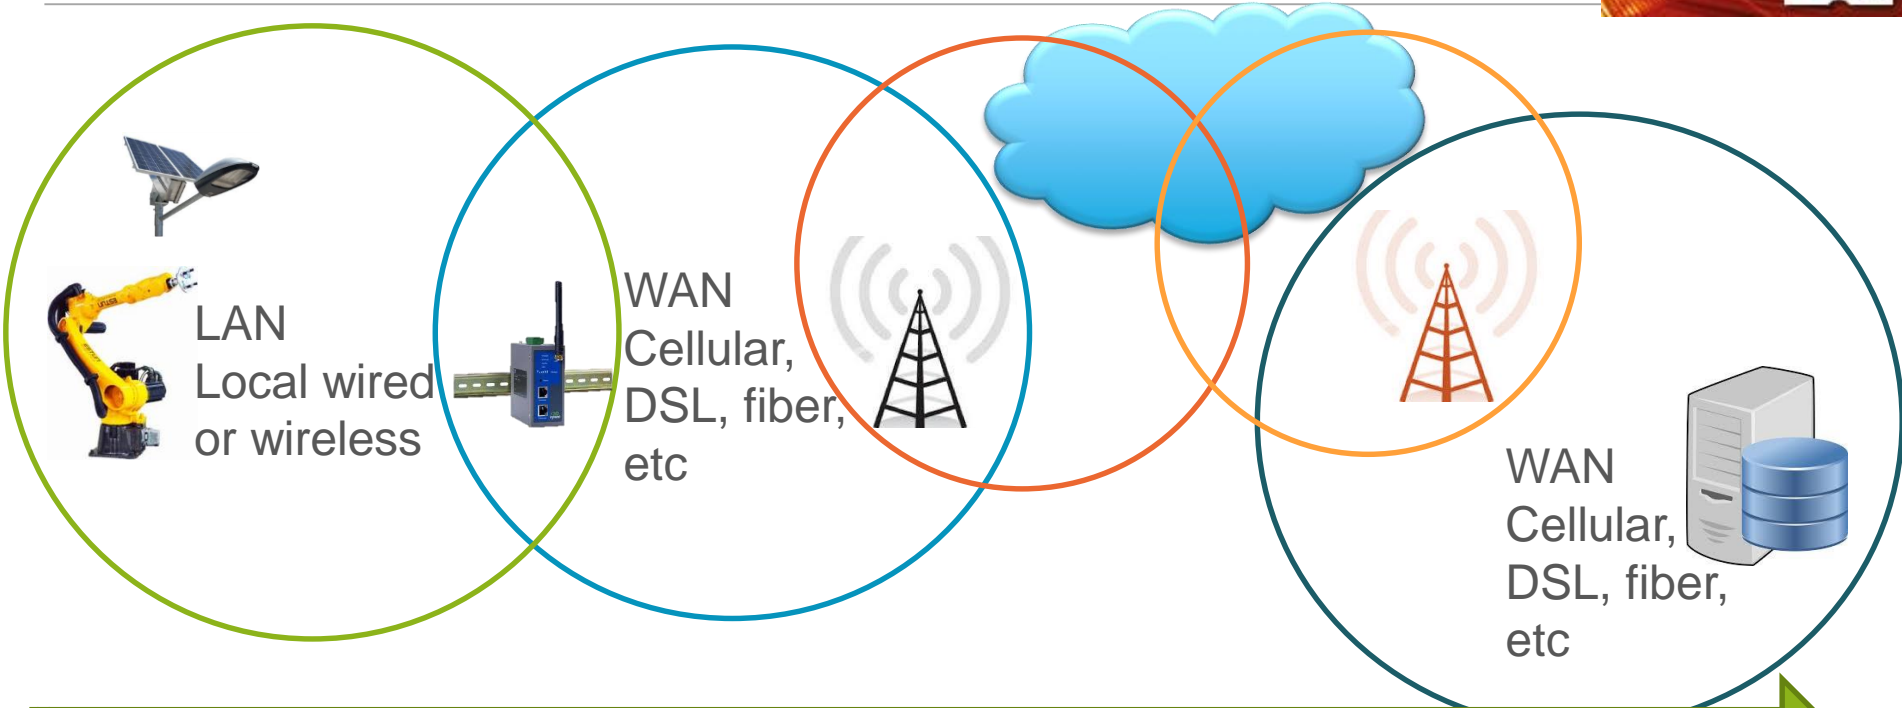 LAN
Local wired
or wireless
WAN
Cellular,
DSL, fiber,
etc
WAN
Cellular,
DSL, fiber,
etc